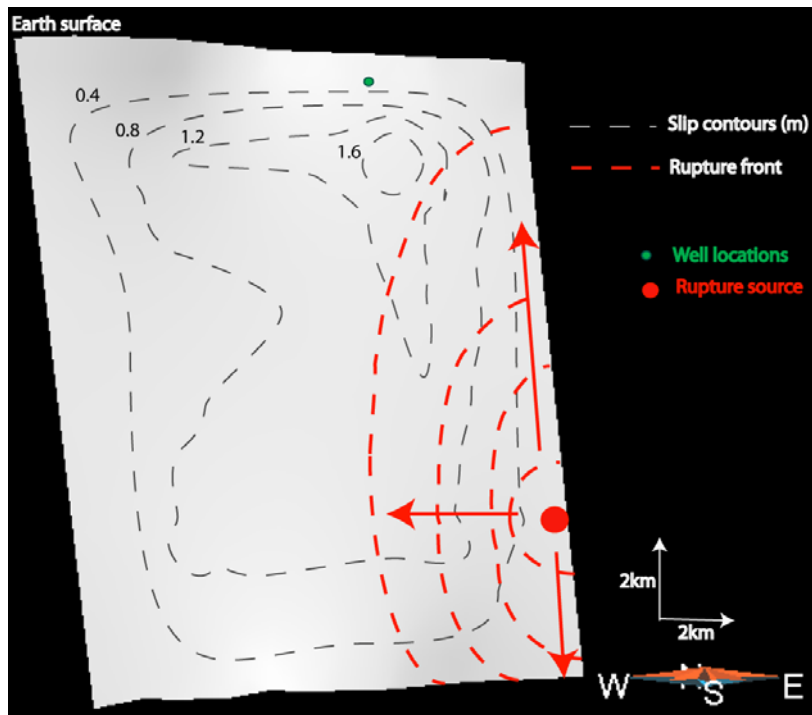 Earth surface
0.4
0.8
1.2
1.6
Slip contours (m)
Rupture front
Well locations
Rupture source
2km
2km
W N S E